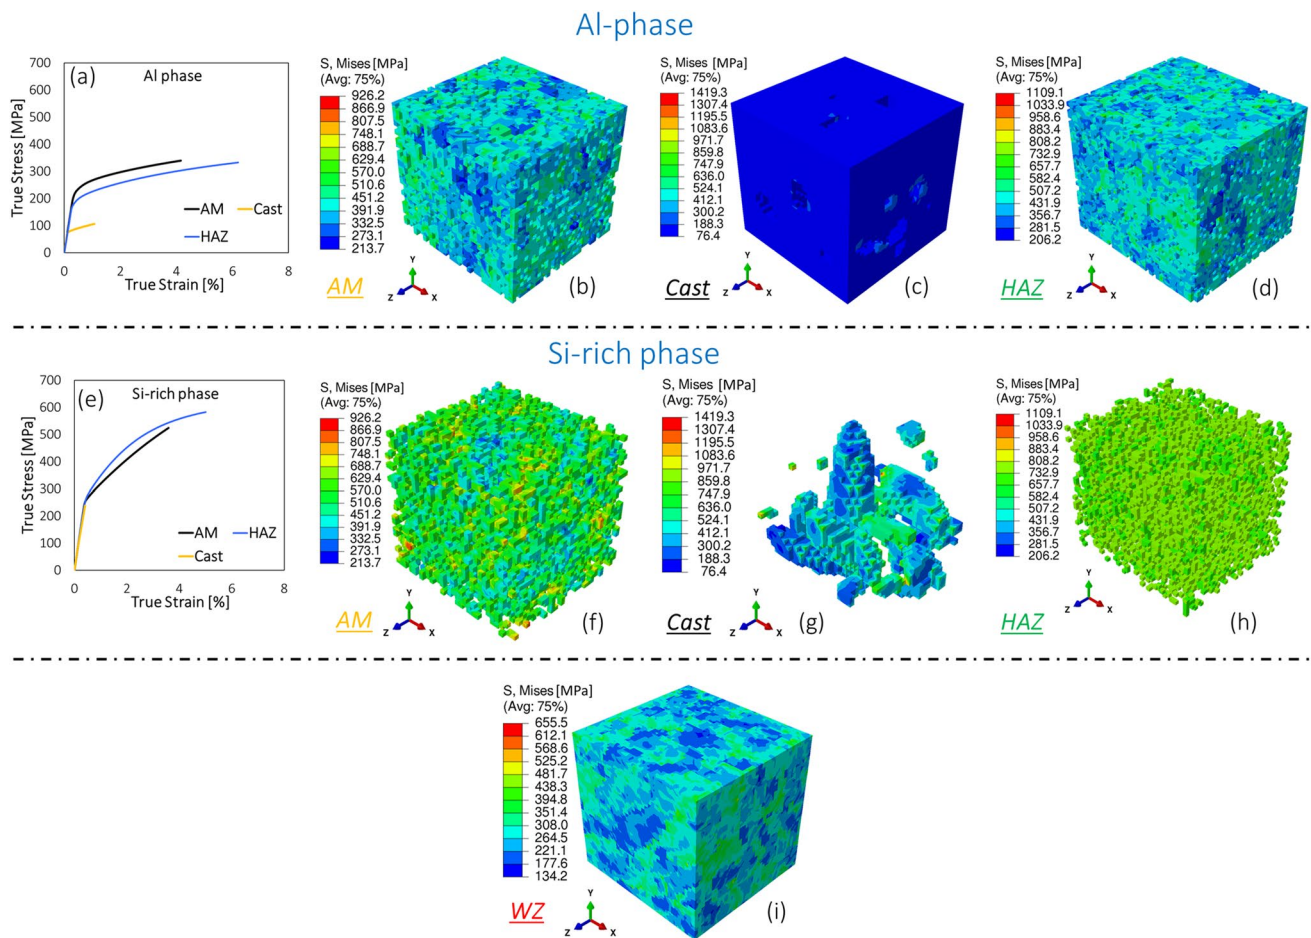 Al-phase
700
600
500
400
300
200
100
0
0
2
4
6
8
True Stress [MPa]
True Strain [%]
(a)
Al phase
AM
Cast
HAZ
S, Mises [MPa]
(Avg: 75%)
926.2
866.9
807.5
748.1
688.7
629.4
570.0
510.6
451.2
391.9
332.5
273.1
213.7
AM
Y
Z
X
(b)
S, Mises [MPa]
(Avg: 75%)
1419.3
1307.4
1195.5
1083.6
971.7
859.8
747.9
636.0
524.1
412.1
300.2
188.3
76.4
Cast
Y
Z
X
(c)
S, Mises [MPa]
(Avg: 75%)
1109.1
1033.9
958.6
883.4
808.2
732.9
657.7
582.4
507.2
431.9
356.7
281.5
206.2
HAZ
Y
Z
X
(d)
Si-rich phase
700
600
500
400
300
200
100
0
0
2
4
6
8
True Stress [MPa]
True Strain [%]
(e)
Si-rich phase
AM
HAZ
Cast
S, Mises [MPa]
(Avg: 75%)
926.2
866.9
807.5
748.1
688.7
629.4
570.0
510.6
451.2
391.9
332.5
273.1
213.7
AM
Y
Z
X
(f)
S, Mises [MPa]
(Avg: 75%)
1419.3
1307.4
1195.5
1083.6
971.7
859.8
747.9
636.0
524.1
412.1
300.2
188.3
76.4
Cast
Y
Z
X
(g)
S, Mises [MPa]
(Avg: 75%)
1109.1
1033.9
958.6
883.4
808.2
732.9
657.7
582.4
507.2
431.9
356.7
281.5
206.2
HAZ
Y
Z
X
(h)
S, Mises [MPa]
(Avg: 75%)
655.5
612.1
568.6
525.2
481.7
438.3
394.8
351.4
308.0
264.5
221.1
177.6
134.2
WZ
Y
Z
X
(i)